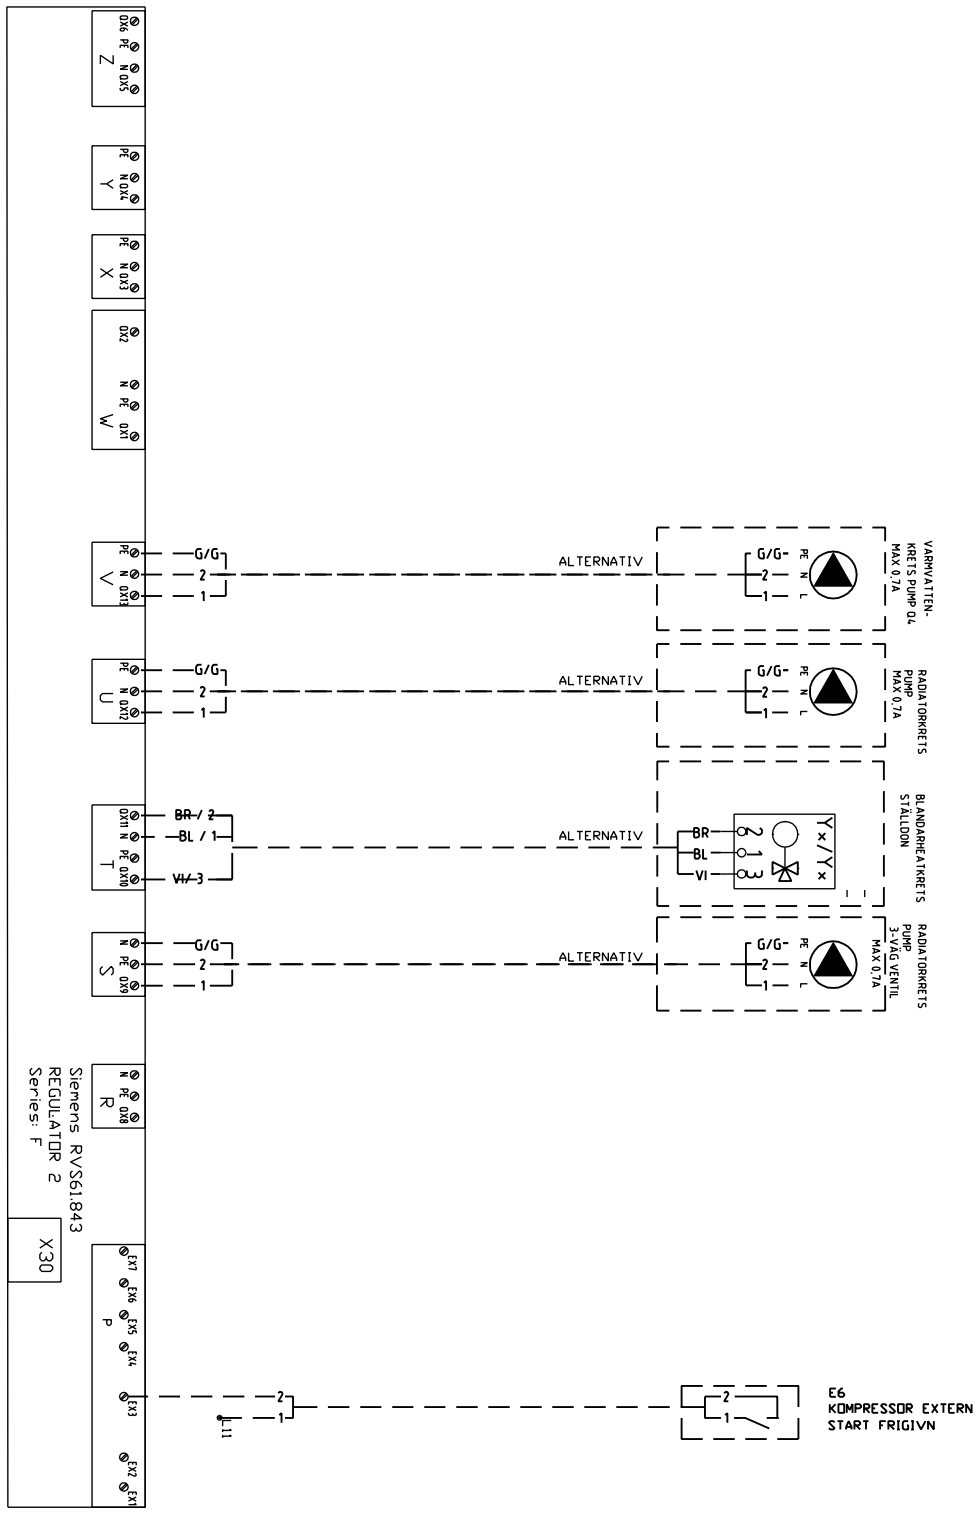 QX6
PE
N
QX5
Z
PE
N
QX4
Y
PE
N
QX3
X
QX2
N
PE
QX1
W
PE
N
QX13
V
G/G
2
1
ALTERNATIV
G/G
2
1
PE
N
L
VARMVATTEN-
KRETS PUMP Q4
MAX 0,7A
PE
N
QX12
U
G/G
2
1
ALTERNATIV
G/G
2
1
PE
N
L
RADIATORKRETS
PUMP
MAX 0,7A
QX11
N
PE
QX10
T
BR / 2
BL / 1
VI/ 3
ALTERNATIV
BR
BL
VI
2
1
3
Y×/Y×
BLANDARHEATKRETS
STÄLLDON
N
PE
QX9
S
G/G
2
1
ALTERNATIV
G/G
2
1
PE
N
L
RADIATORKRETS
PUMP
3-VÄG VENTIL
MAX 0,7A
N
PE
QX8
R
Siemens RVS61.843
REGULATOR 2
Series: F
X30
EX7
EX6
EX5
EX4
EX3
EX2
EX1
P
2
1
L11
2
1
E6
KOMPRESSOR EXTERN
START FRIGIVN